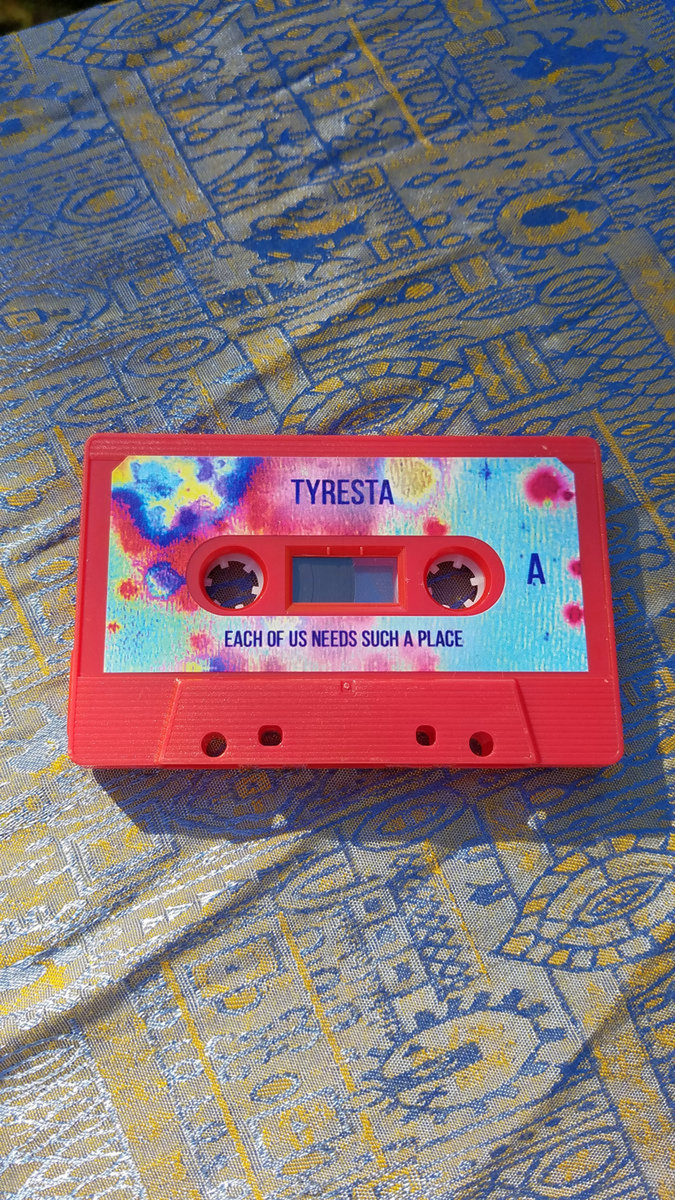 TYRESTA
A
EACH OF US NEEDS SUCH A PLACE